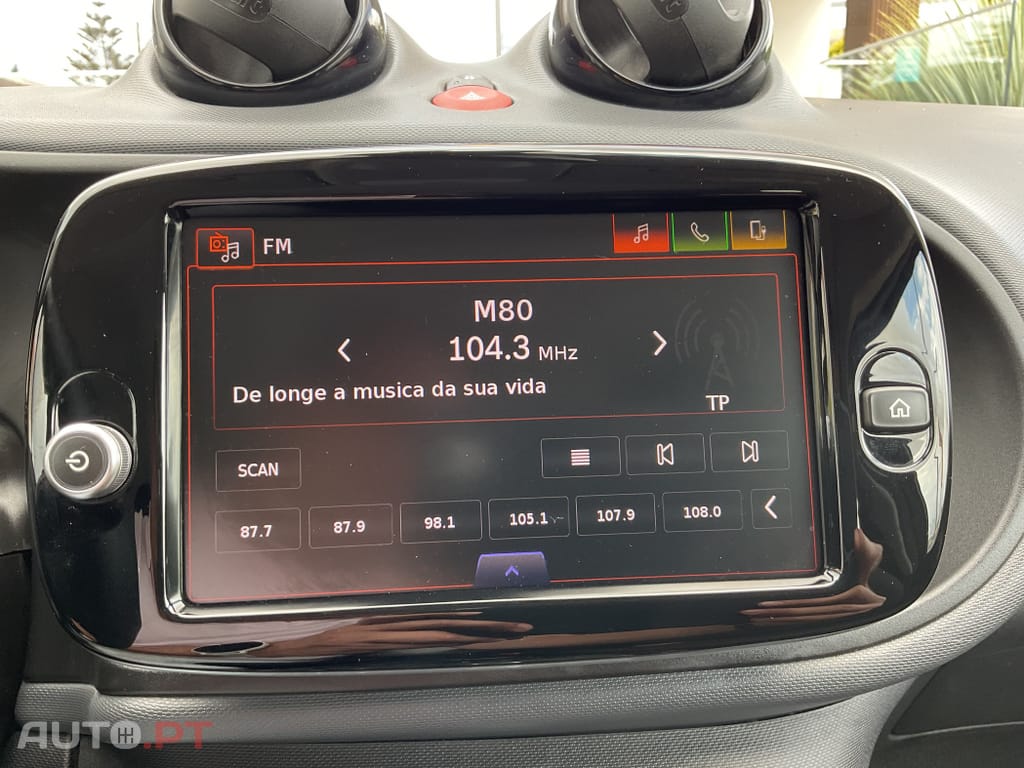 FM
M80
104.3 MHz
De longe a musica da sua vida
TP
SCAN
87.7 87.9 98.1 105.1 107.9 108.0
AUTO.PT